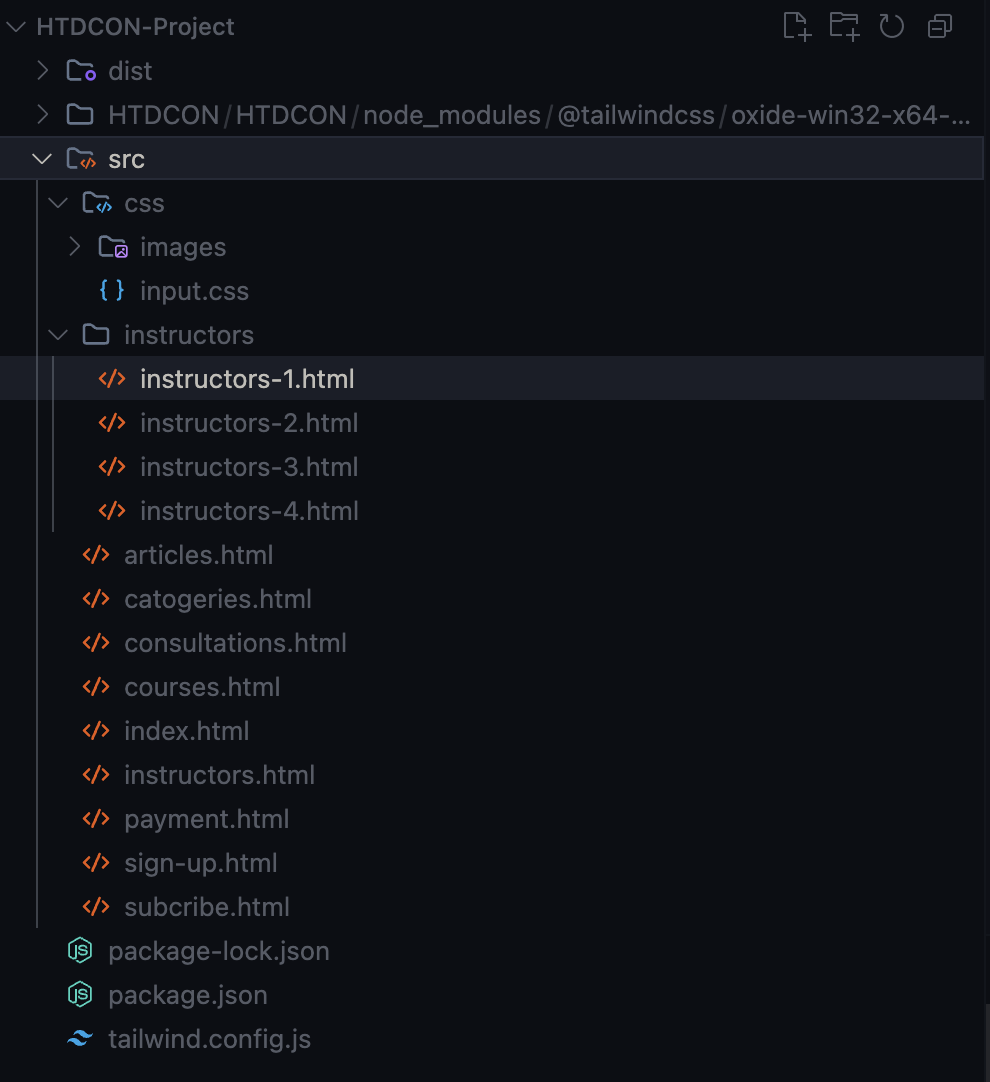 HTDCON-Project
dist
HTDCON/HTDCON/node_modules/@tailwindcss/oxide-win32-x64-...
src
css
images
input.css
instructors
instructors-1.html
instructors-2.html
instructors-3.html
instructors-4.html
articles.html
catogeries.html
consultations.html
courses.html
index.html
instructors.html
payment.html
sign-up.html
subcribe.html
package-lock.json
package.json
tailwind.config.js